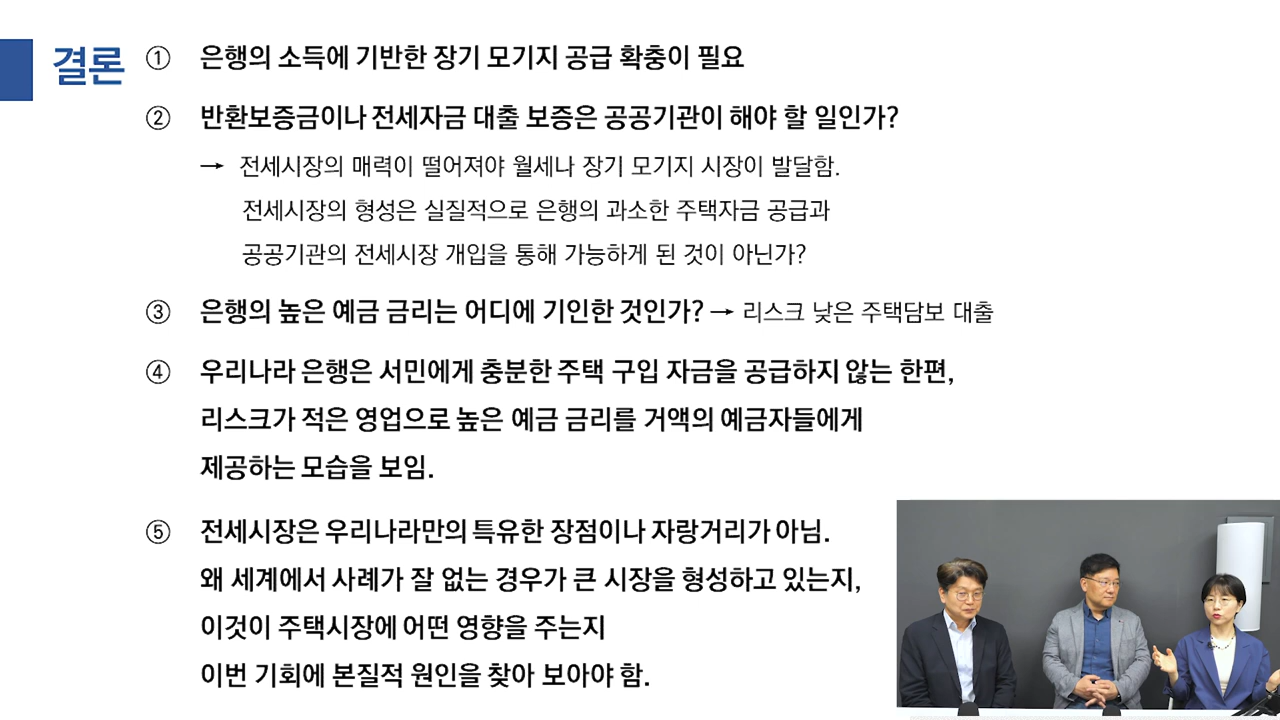 결론
① 은행의 소득에 기반한 장기 모기지 공급 확충이 필요
② 반환보증금이나 전세자금 대출 보증은 공공기관이 해야 할 일인가?
→ 전세시장의 매력이 떨어져야 월세나 장기 모기지 시장이 발달함.
전세시장의 형성은 실질적으로 은행의 과소한 주택자금 공급과
공공기관의 전세시장 개입을 통해 가능하게 된 것이 아닌가?
③ 은행의 높은 예금 금리는 어디에 기인한 것인가? → 리스크 낮은 주택담보 대출
④ 우리나라 은행은 서민에게 충분한 주택 구입 자금을 공급하지 않는 한편,
리스크가 적은 영업으로 높은 예금 금리를 거액의 예금자들에게
제공하는 모습을 보임.
⑤ 전세시장은 우리나라만의 특유한 장점이나 자랑거리가 아님.
왜 세계에서 사례가 잘 없는 경우가 큰 시장을 형성하고 있는지,
이것이 주택시장에 어떤 영향을 주는지
이번 기회에 본질적 원인을 찾아 보아야 함.